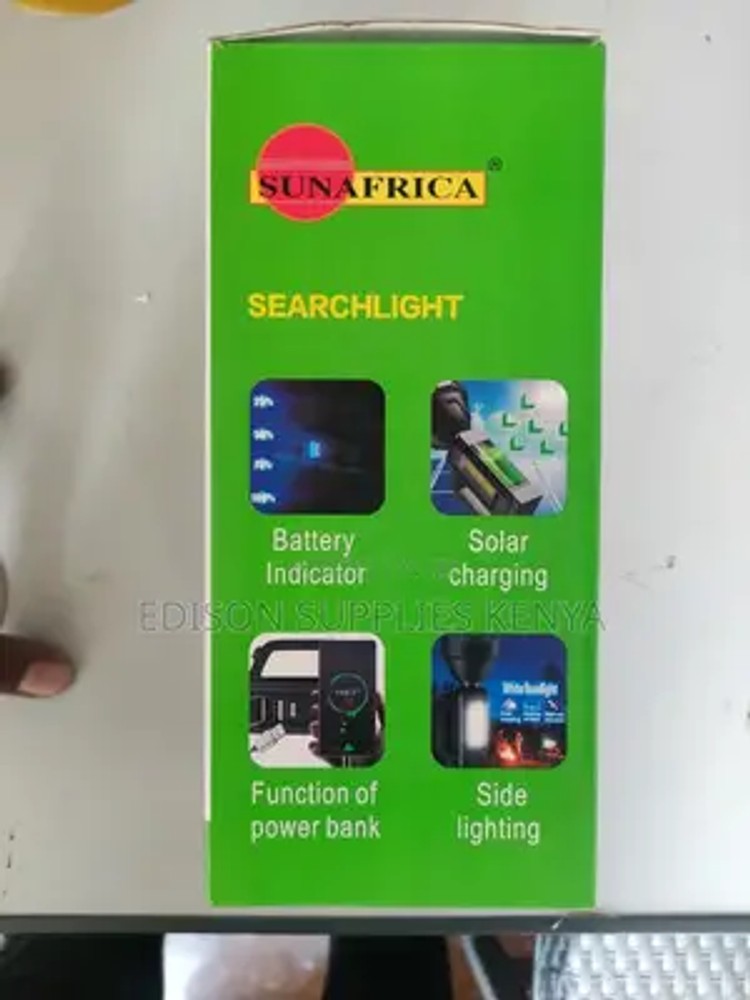 SUNAFRICA ®
SEARCHLIGHT
Battery
Indicator
Solar
charging
EDISON SUPPLIES KENYA
Function of
power bank
Side
lighting